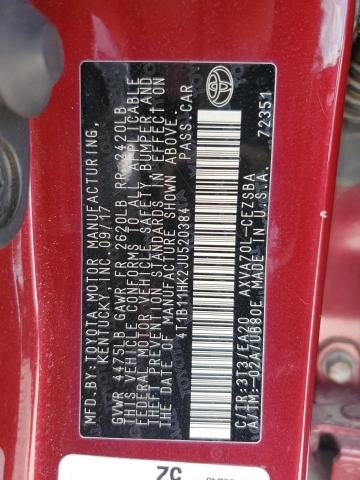 MFD.BY:TOYOTA MOTOR MANUFACTURING,
KENTUCKY INC. 09/17
GVWR 4475LB GAWR FR 2620LB RR 2420LB
THIS VEHICLE CONFORMS TO ALL APPLICABLE
FEDERAL MOTOR VEHICLE SAFETY, BUMPER, AND
THEFT PREVENTION STANDARDS IN EFFECT ON
THE DATE OF MANUFACTURE SHOWN ABOVE.
4T1B11HK2JU520384 PASS.CAR
C/TR:3T3/EA20 AXVA70L-CEZSBA
A/TM:-02A/UB80E MADE IN U.S.A.
72351
TOYOTA
ZC